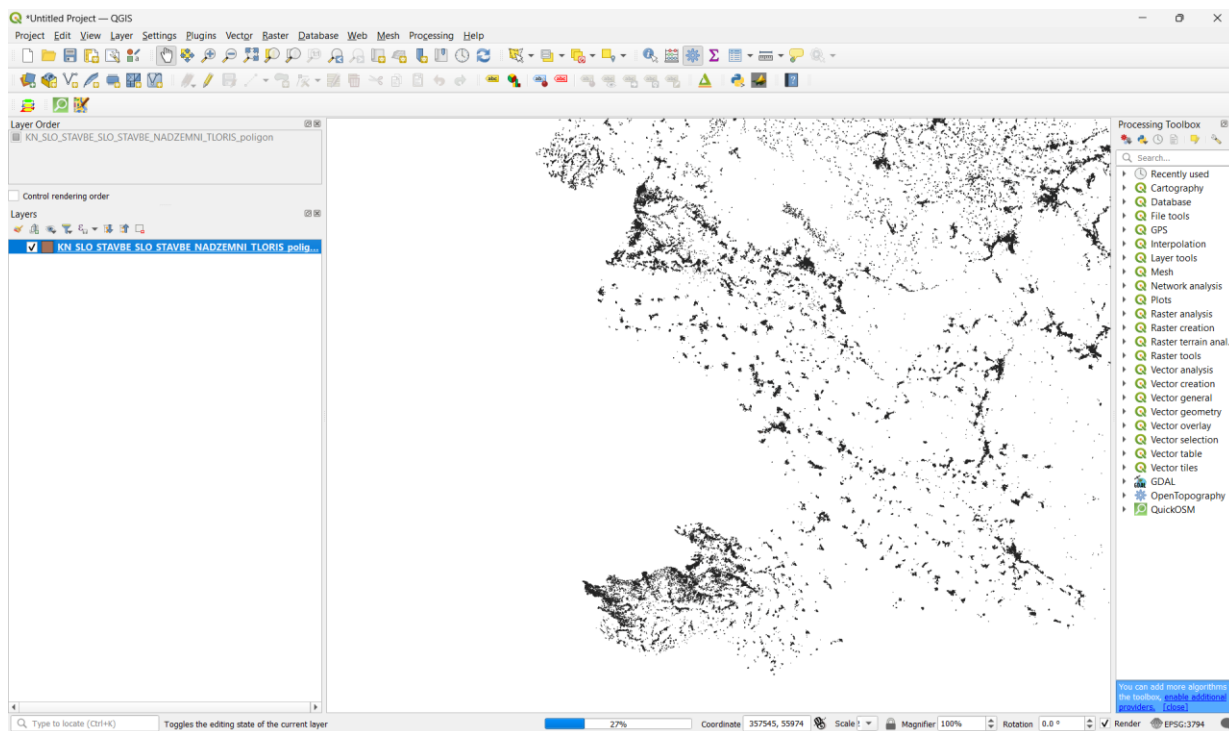 *Untitled Project — QGIS
Project Edit View Layer Settings Plugins Vector Raster Database Web Mesh Processing Help
Layer Order
KN_SLO_STAVBE_SLO_STAVBE_NADZEMNI_TLORIS_poligon
Control rendering order
Layers
KN_SLO_STAVBE_SLO_STAVBE_NADZEMNI_TLORIS_polig...
Processing Toolbox
Search...
Recently used
Cartography
Database
File tools
GPS
Interpolation
Layer tools
Mesh
Network analysis
Plots
Raster analysis
Raster creation
Raster terrain anal.
Raster tools
Vector analysis
Vector creation
Vector general
Vector geometry
Vector overlay
Vector selection
Vector table
Vector tiles
GDAL
OpenTopography
QuickOSM
You can add more algorithms
the toolbox, enable additional
providers. [close]
Type to locate (Ctrl+K) Toggles the editing state of the current layer 27% Coordinate 357545, 55974 Scale Magnifier 100% Rotation 0.0 ° Render EPSG:3794